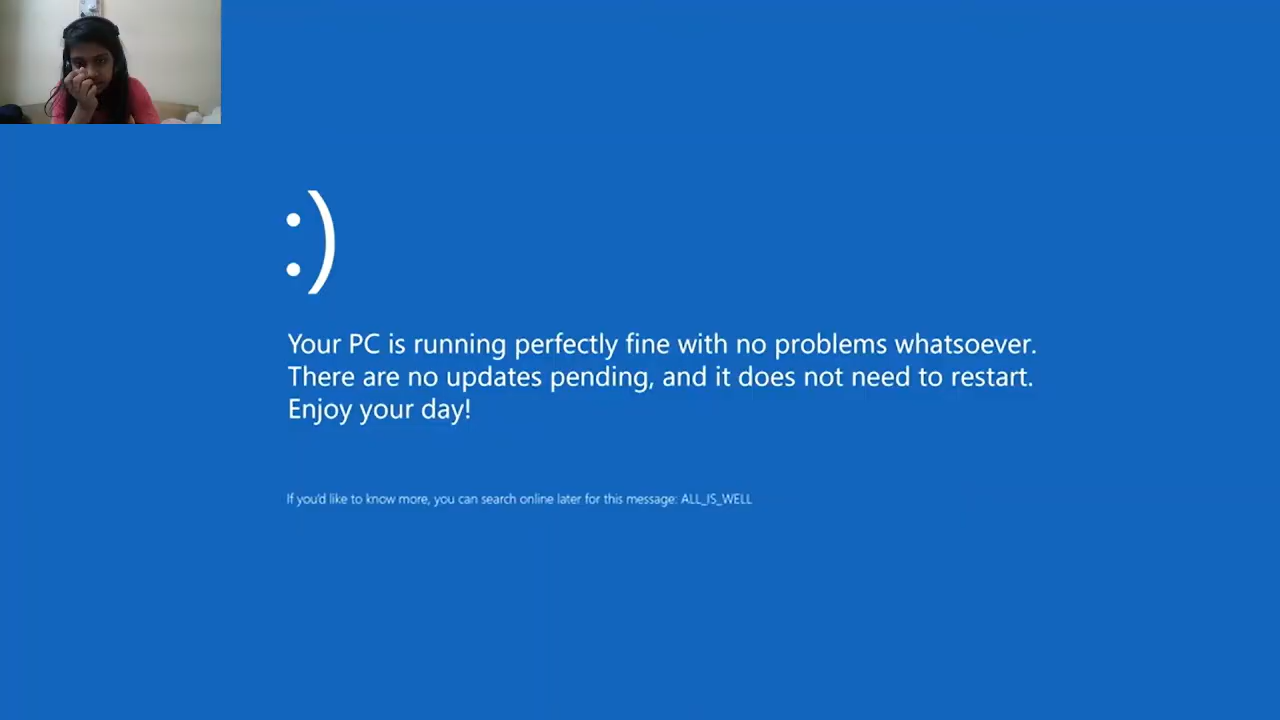 :)
Your PC is running perfectly fine with no problems whatsoever.
There are no updates pending, and it does not need to restart.
Enjoy your day!
If you'd like to know more, you can search online later for this message: ALL_IS_WELL